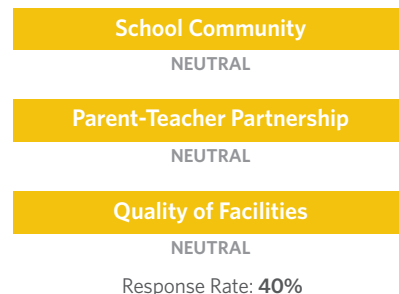 School Community
NEUTRAL
Parent-Teacher Partnership
NEUTRAL
Quality of Facilities
NEUTRAL
Response Rate: 40%